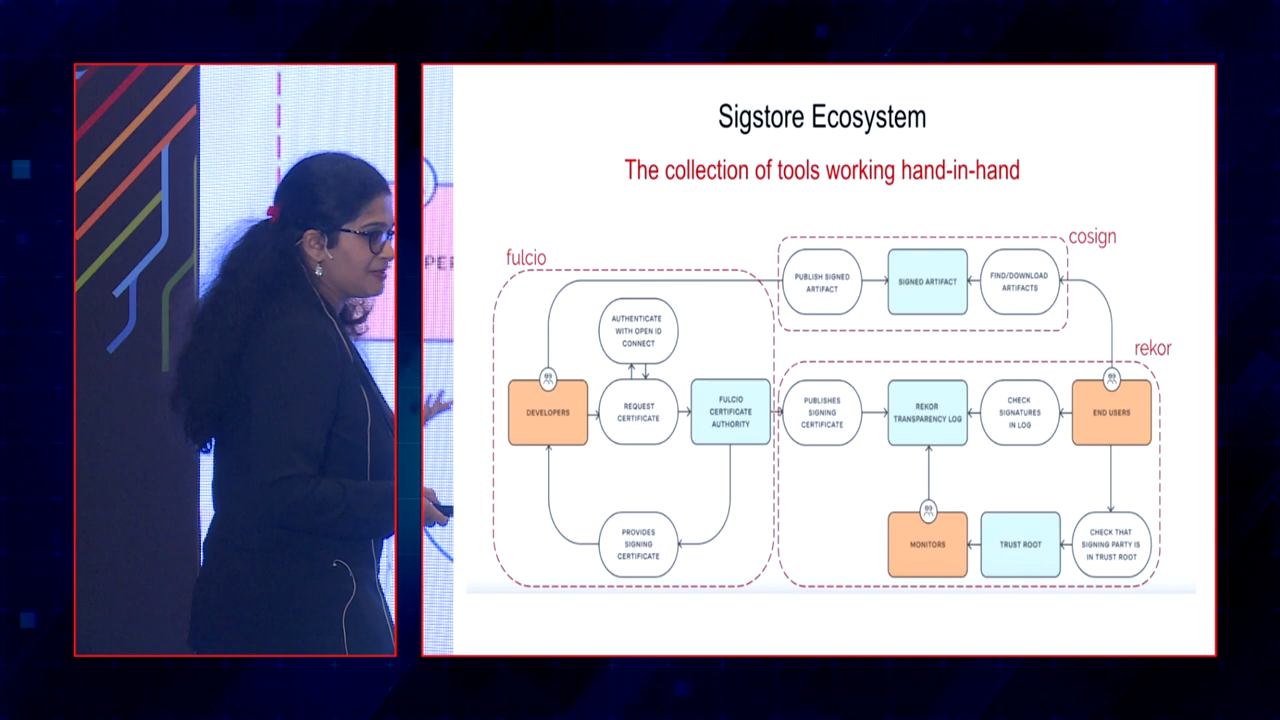 Sigstore Ecosystem
The collection of tools working hand-in-hand
cosign
fulcio
PUBLISH SIGNED
ARTIFACT
SIGNED ARTIFACT
FIND/DOWNLOAD
ARTIFACTS
AUTHENTICATE
WITH OPEN ID
CONNECT
rekor
DEVELOPERS
REQUEST
CERTIFICATE
FULCIO
CERTIFICATE
AUTHORITY
PUBLISHES
SIGNING
CERTIFICATE
REKOR
TRANSPARENCY LOG
CHECK
SIGNATURES
IN LOG
END USERS
PROVIDES
SIGNING
CERTIFICATE
MONITORS
TRUST ROOT
CHECK THAT
SIGNING PARTY IS
IN TRUST ROOT